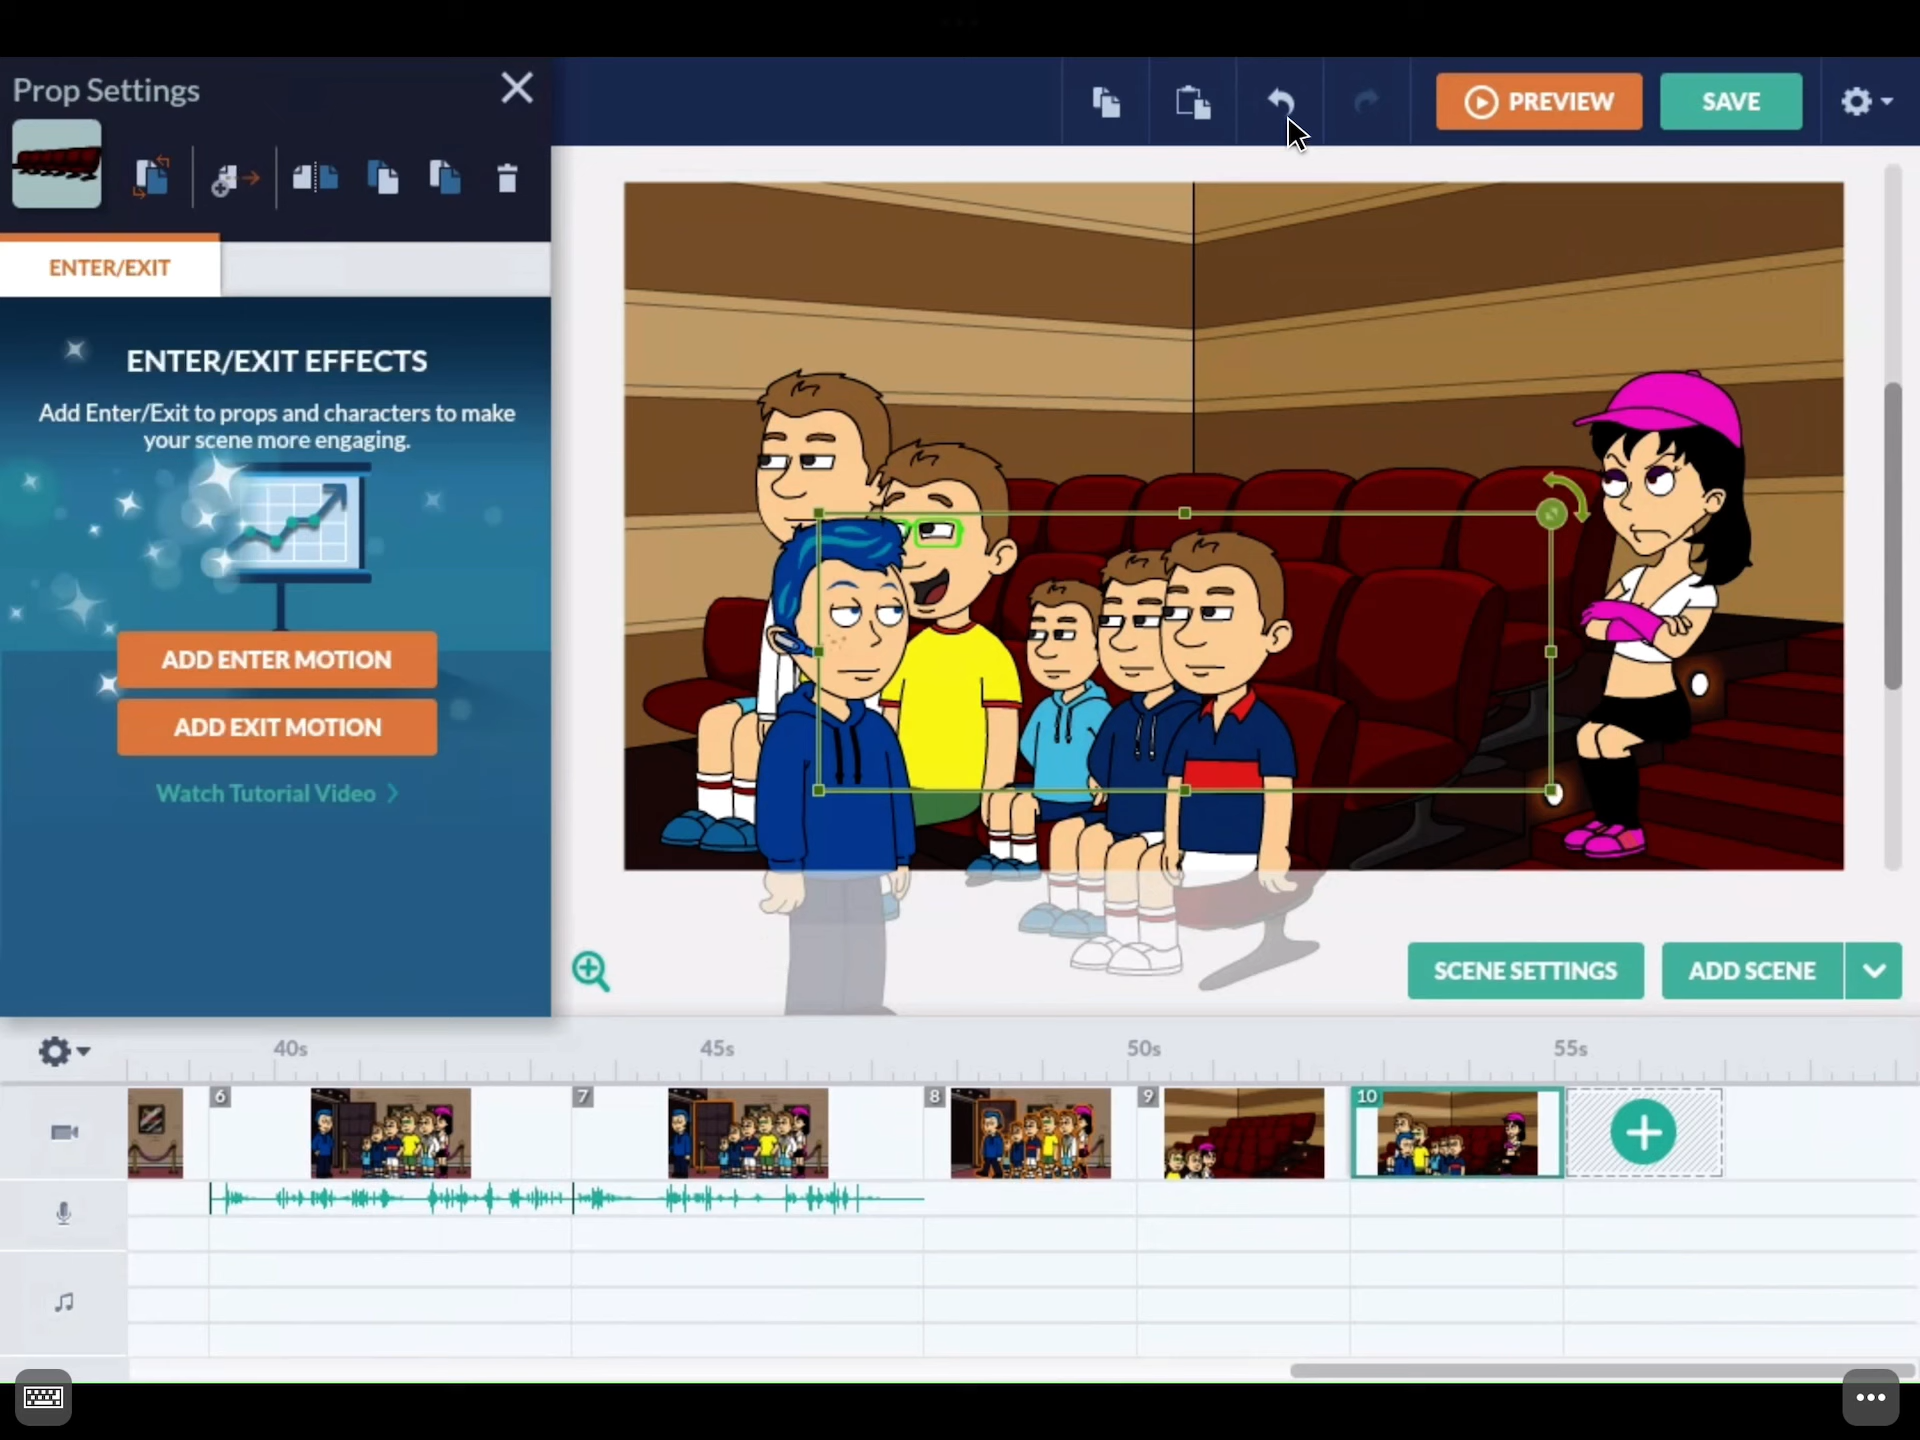 Prop Settings
PREVIEW
SAVE
ENTER/EXIT
ENTER/EXIT EFFECTS
Add Enter/Exit to props and characters to make
your scene more engaging.
ADD ENTER MOTION
ADD EXIT MOTION
Watch Tutorial Video
SCENE SETTINGS
ADD SCENE
40s
45s
50s
55s
6
7
8
9
10